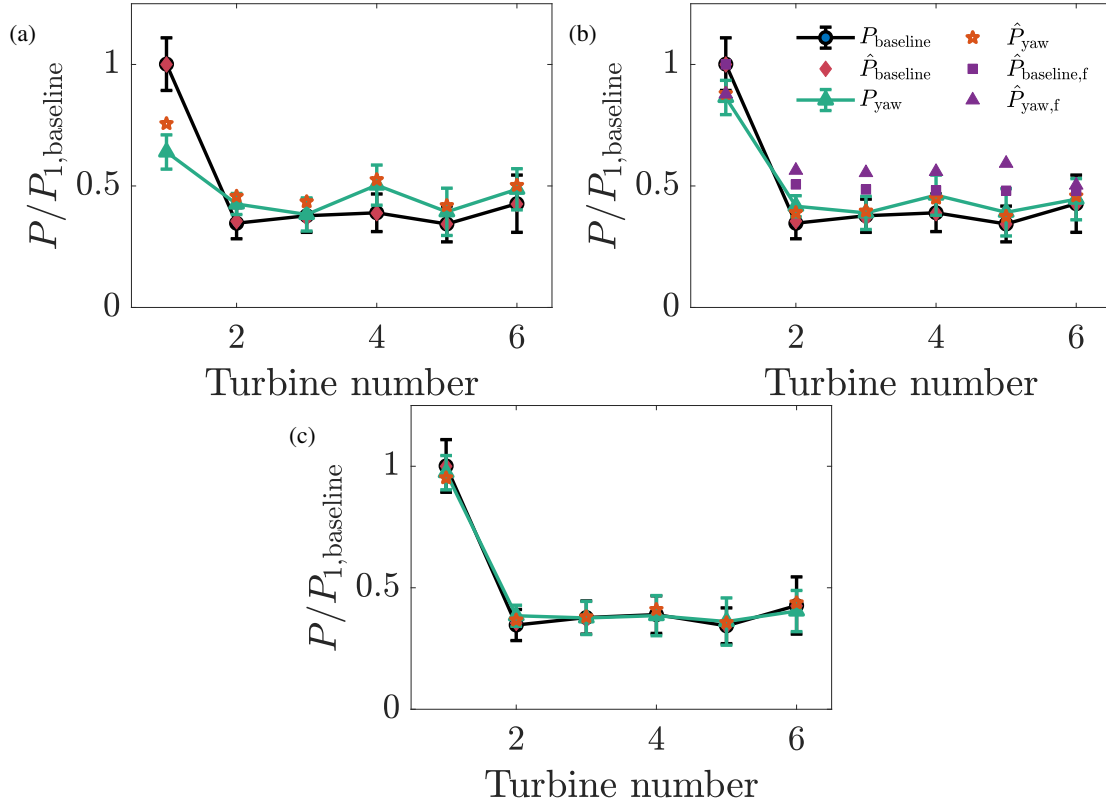 (a)
1
0.5
0
P/P1,baseline
2 4 6
Turbine number
(b)
1
0.5
0
P/P1,baseline
Pbaseline
P̂baseline
Pyaw
P̂yaw
P̂baseline,f
P̂yaw,f
2 4 6
Turbine number
(c)
1
0.5
0
P/P1,baseline
2 4 6
Turbine number